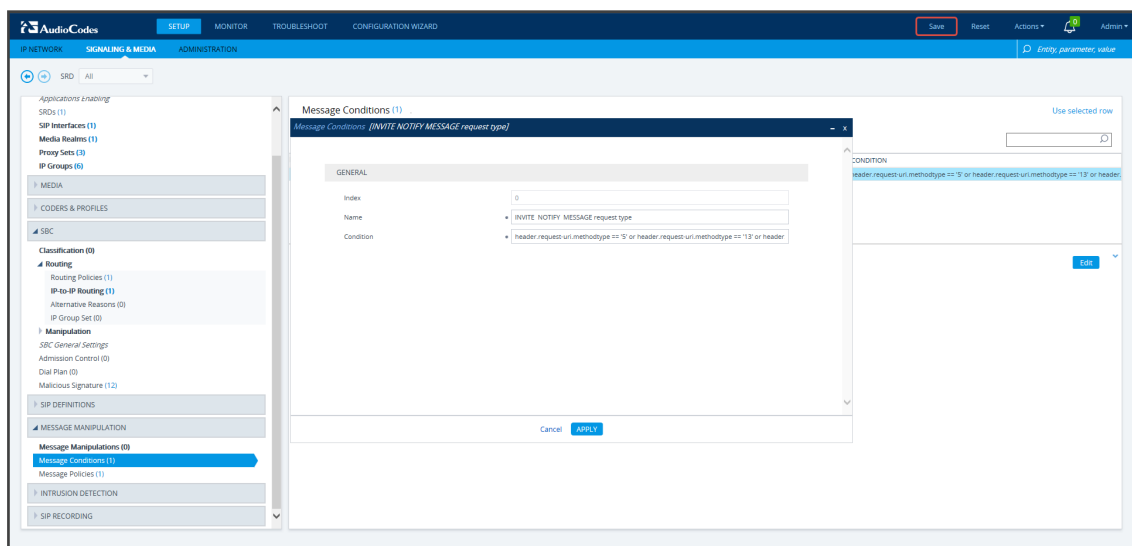 AudioCodes SETUP MONITOR TROUBLESHOOT CONFIGURATION WIZARD Save Reset Actions 0 Admin
IP NETWORK SIGNALING & MEDIA ADMINISTRATION Entity, parameter, value
SRD All
Applications Enabling
SRDs (1)
SIP Interfaces (1)
Media Realms (1)
Proxy Sets (3)
IP Groups (6)
MEDIA
CODERS & PROFILES
SBC
Classification (0)
Routing
Routing Policies (1)
IP-to-IP Routing (1)
Alternative Reasons (0)
IP Group Set (0)
Manipulation
SBC General Settings
Admission Control (0)
Dial Plan (0)
Malicious Signature (12)
SIP DEFINITIONS
MESSAGE MANIPULATION
Message Manipulations (0)
Message Conditions (1)
Message Policies (1)
INTRUSION DETECTION
SIP RECORDING
Message Conditions (1) Use selected row
Message Conditions [INVITE NOTIFY MESSAGE request type] - x
GENERAL
Index 0
Name INVITE NOTIFY MESSAGE request type
Condition header.request-uri.methodtype == '5' or header.request-uri.methodtype == '13' or header
Cancel APPLY
CONDITION
header.request-uri.methodtype == '5' or header.request-uri.methodtype == '13' or header.
Edit